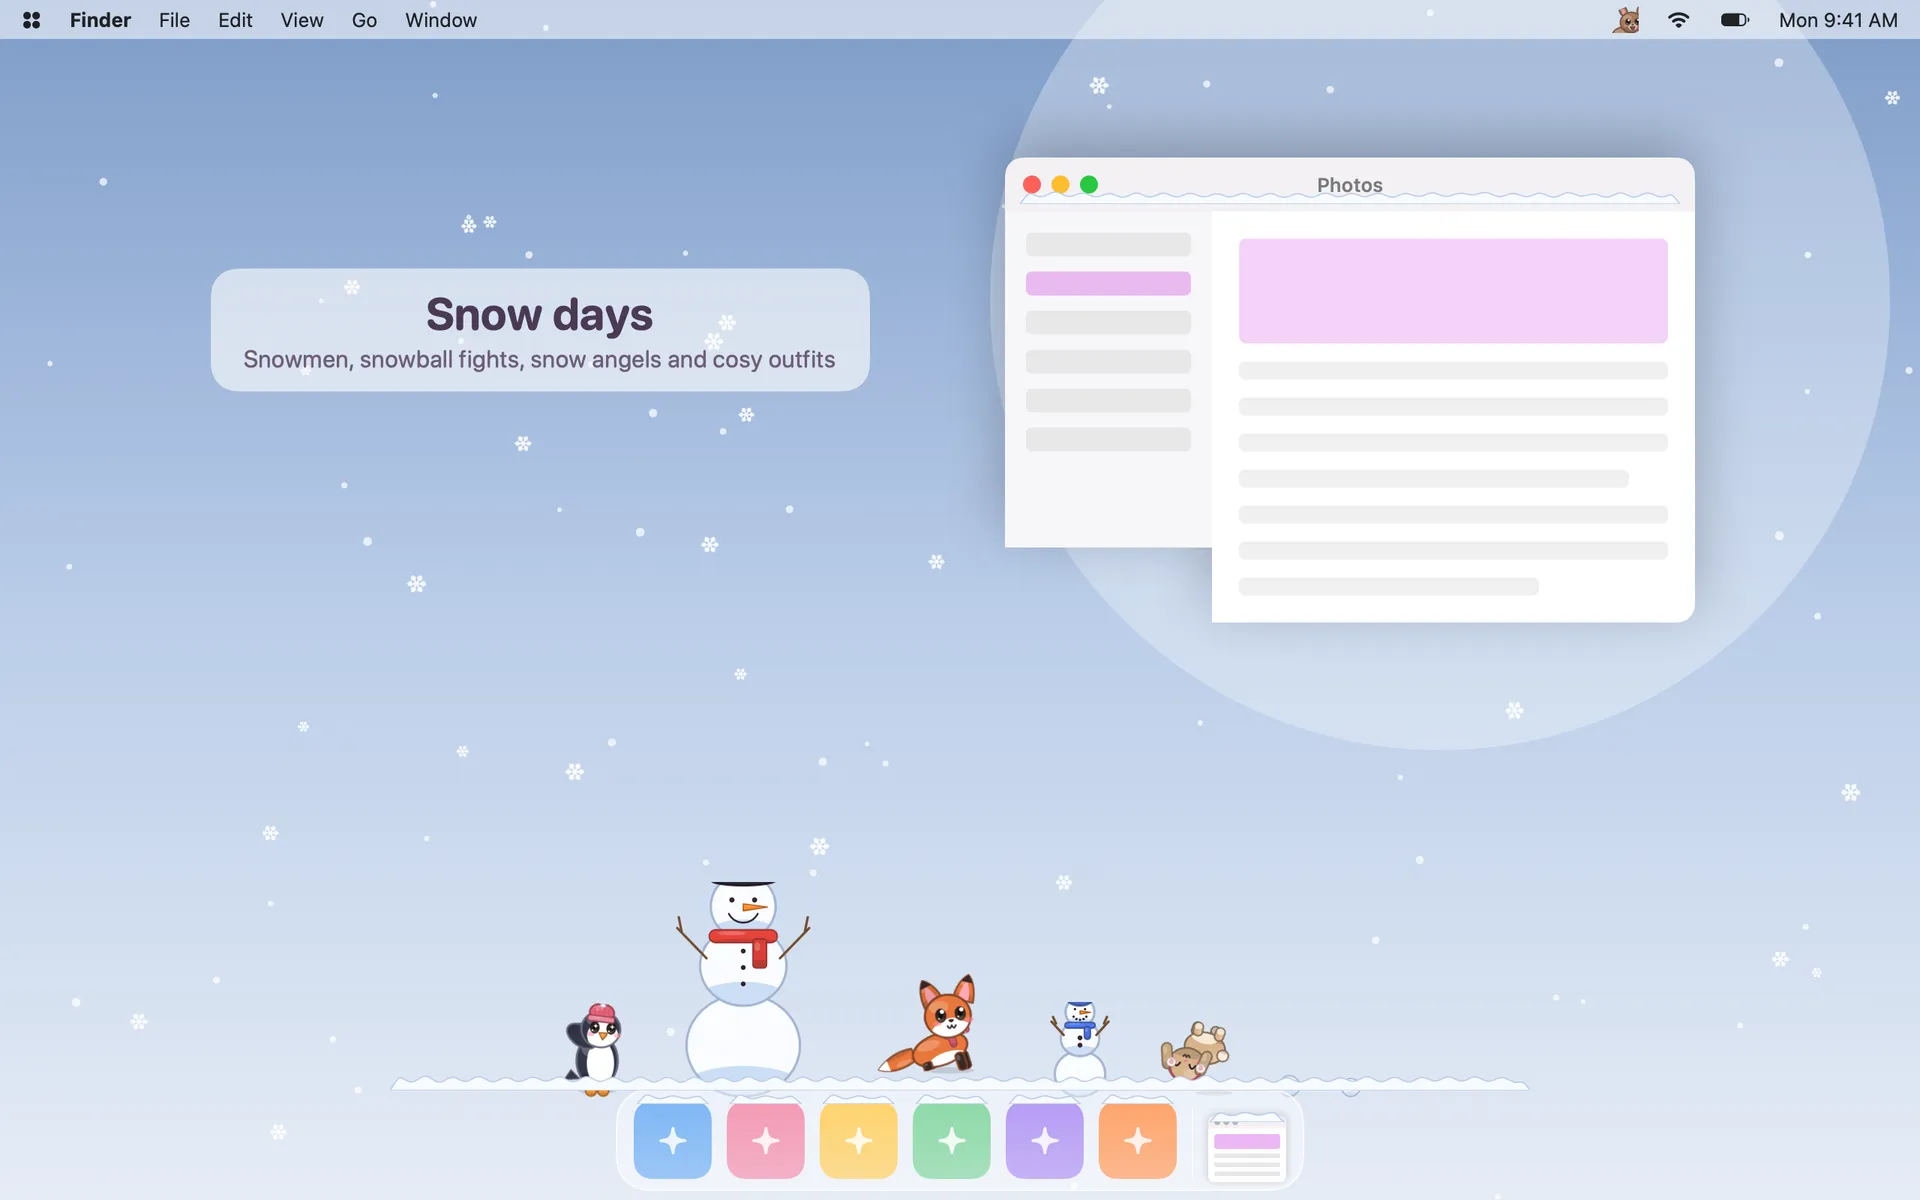 Finder File Edit View Go Window Mon 9:41 AM
Photos
Snow days
Snowmen, snowball fights, snow angels and cosy outfits